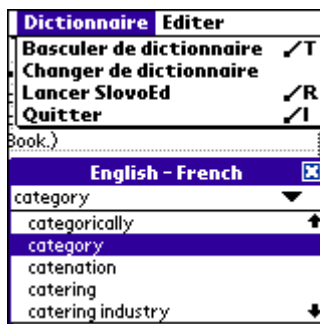 Dictionnaire Editer
Basculer de dictionnaire /T
Changer de dictionnaire
Lancer SlovoEd /R
Quitter /I
Book.)
English - French
category
categorically
category
catenation
catering
catering industry